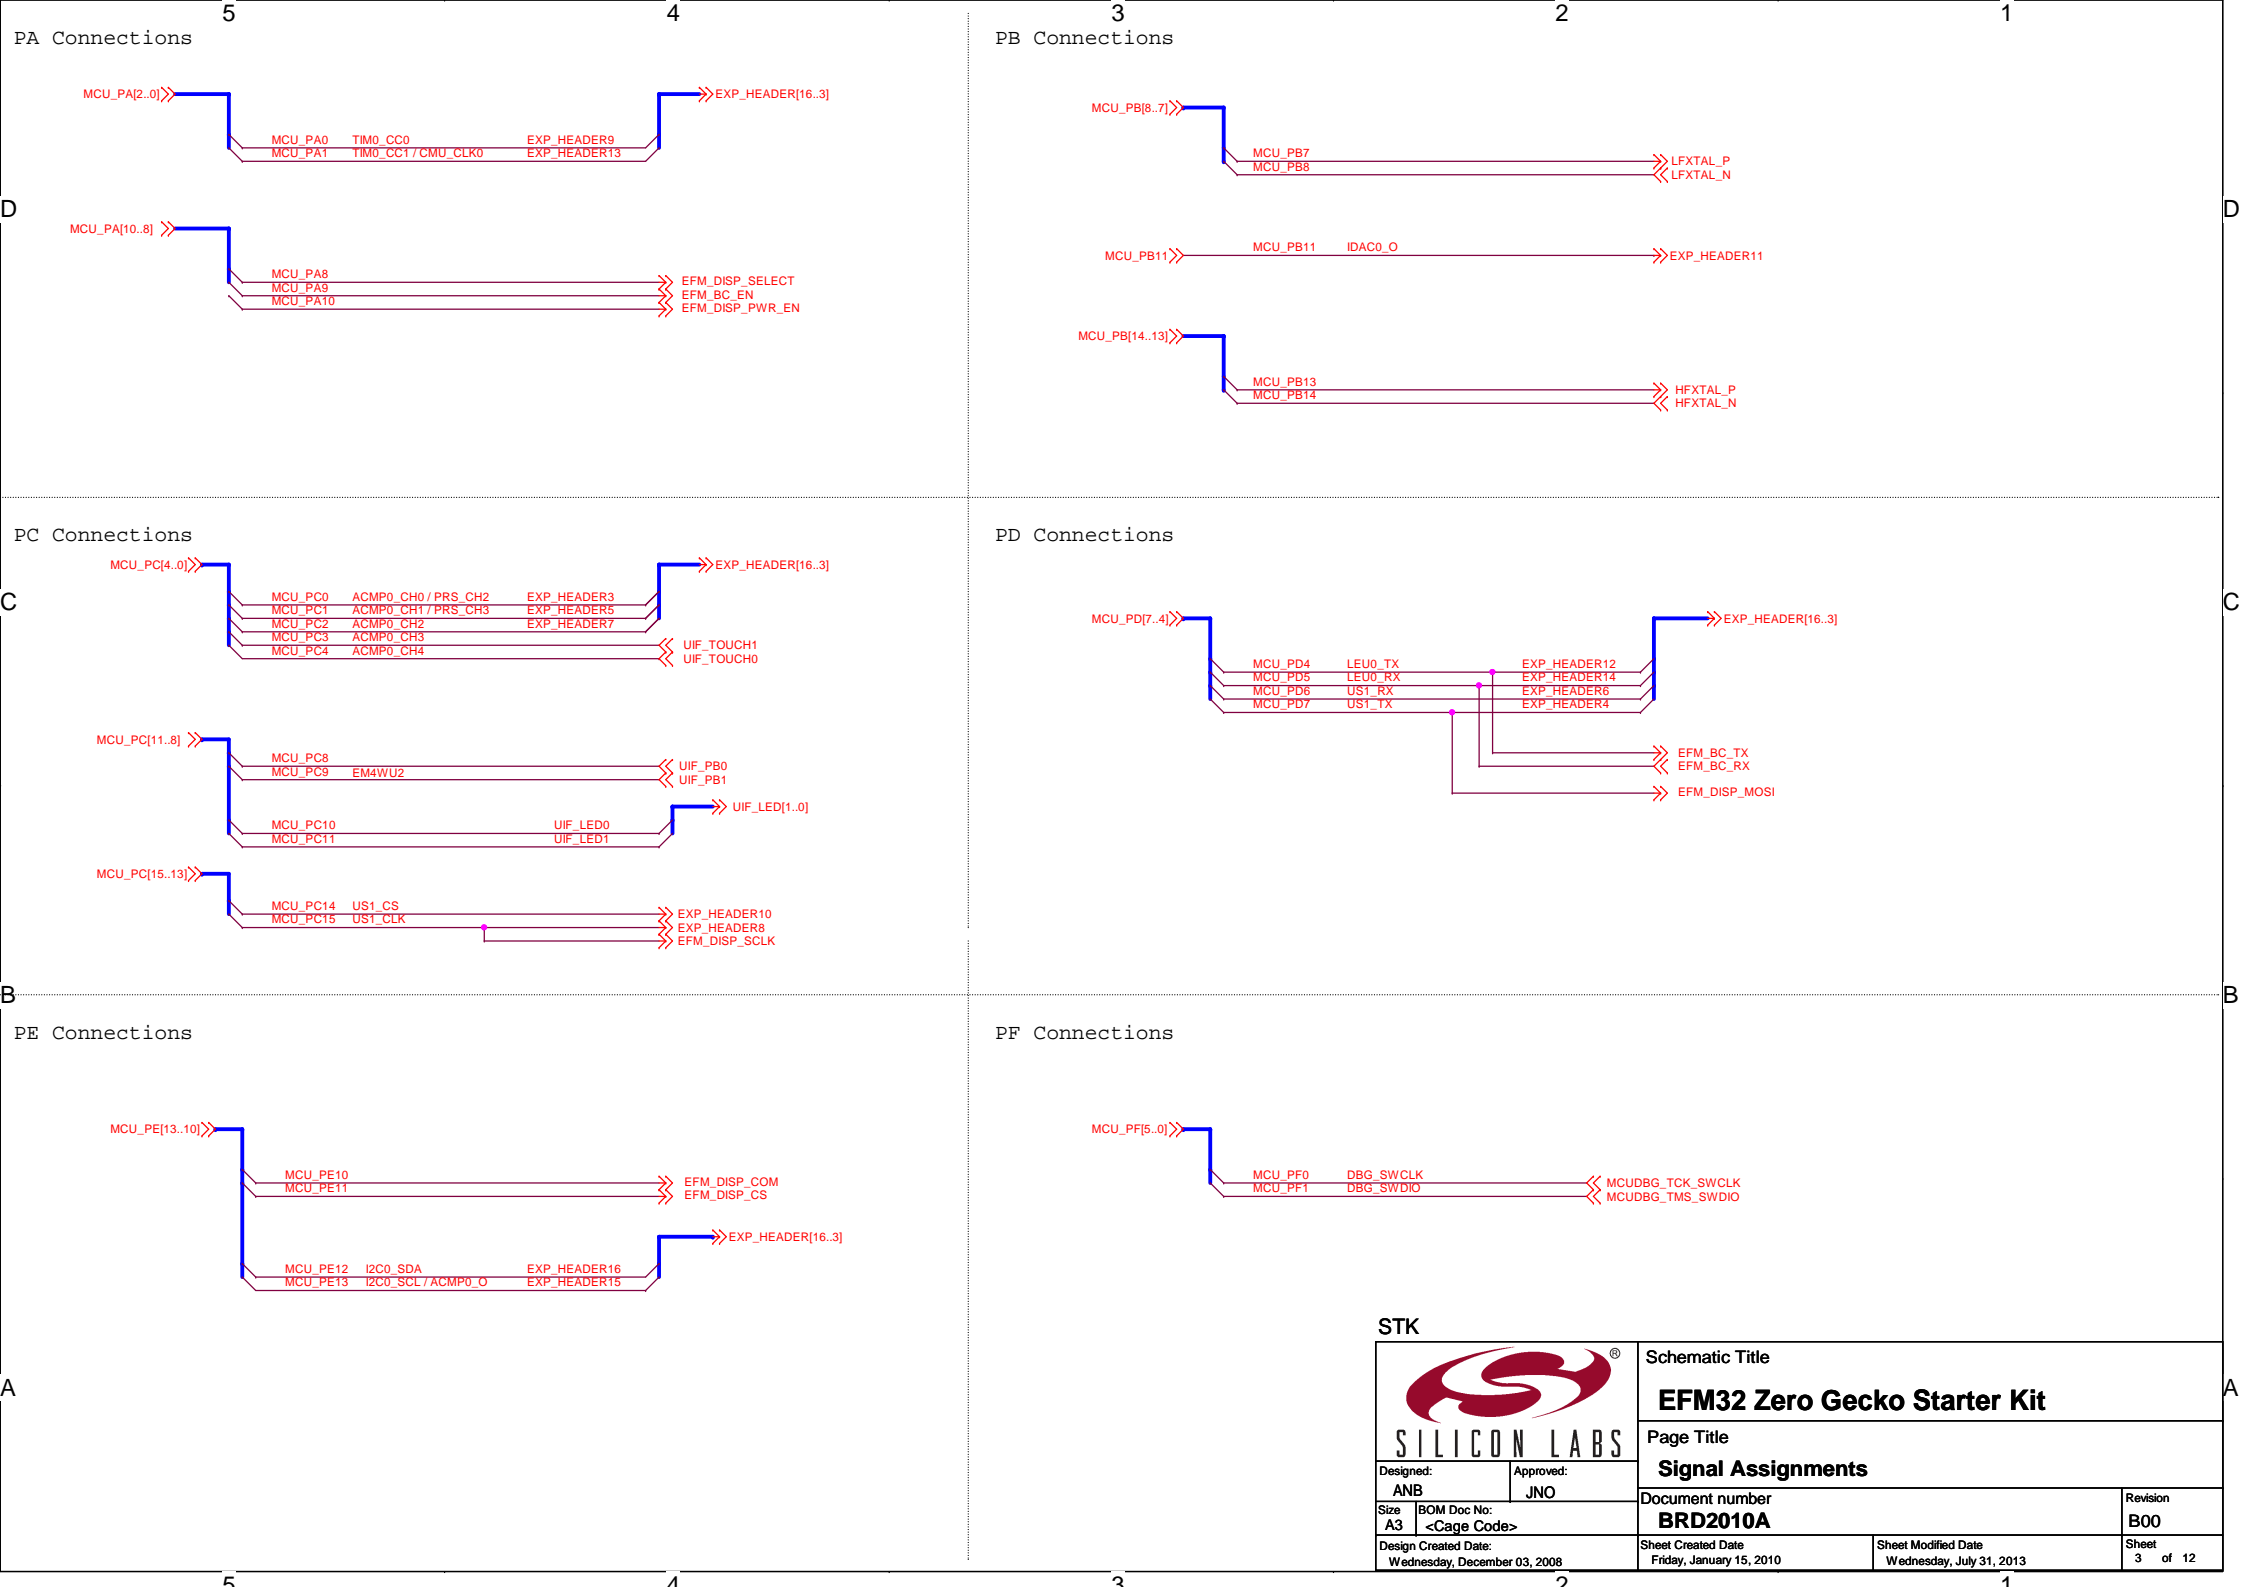 5 4 3 2 1
PA Connections
MCU_PA[2..0]
EXP_HEADER[16..3]
MCU_PA0 TIM0_CC0 EXP_HEADER9
MCU_PA1 TIM0_CC1 / CMU_CLK0 EXP_HEADER13
MCU_PA[10..8]
MCU_PA8 EFM_DISP_SELECT
MCU_PA9 EFM_BC_EN
MCU_PA10 EFM_DISP_PWR_EN
PB Connections
MCU_PB[8..7]
MCU_PB7 LFXTAL_P
MCU_PB8 LFXTAL_N
MCU_PB11 MCU_PB11 IDAC0_O EXP_HEADER11
MCU_PB[14..13]
MCU_PB13 HFXTAL_P
MCU_PB14 HFXTAL_N
D D
PC Connections
MCU_PC[4..0]
EXP_HEADER[16..3]
MCU_PC0 ACMP0_CH0 / PRS_CH2 EXP_HEADER3
MCU_PC1 ACMP0_CH1 / PRS_CH3 EXP_HEADER5
MCU_PC2 ACMP0_CH2 EXP_HEADER7
MCU_PC3 ACMP0_CH3 UIF_TOUCH1
MCU_PC4 ACMP0_CH4 UIF_TOUCH0
MCU_PC[11..8]
MCU_PC8 UIF_PB0
MCU_PC9 EM4WU2 UIF_PB1
UIF_LED[1..0]
MCU_PC10 UIF_LED0
MCU_PC11 UIF_LED1
MCU_PC[15..13]
MCU_PC14 US1_CS EXP_HEADER10
MCU_PC15 US1_CLK EXP_HEADER8
EFM_DISP_SCLK
PD Connections
MCU_PD[7..4]
EXP_HEADER[16..3]
MCU_PD4 LEU0_TX EXP_HEADER12
MCU_PD5 LEU0_RX EXP_HEADER14
MCU_PD6 US1_RX EXP_HEADER6
MCU_PD7 US1_TX EXP_HEADER4
EFM_BC_TX
EFM_BC_RX
EFM_DISP_MOSI
C C
B B
PE Connections
MCU_PE[13..10]
MCU_PE10 EFM_DISP_COM
MCU_PE11 EFM_DISP_CS
EXP_HEADER[16..3]
MCU_PE12 I2C0_SDA EXP_HEADER16
MCU_PE13 I2C0_SCL / ACMP0_O EXP_HEADER15
PF Connections
MCU_PF[5..0]
MCU_PF0 DBG_SWCLK MCUDBG_TCK_SWCLK
MCU_PF1 DBG_SWDIO MCUDBG_TMS_SWDIO
A A
STK
®
SILICON LABS
Schematic Title
EFM32 Zero Gecko Starter Kit
Page Title
Signal Assignments
Designed: Approved:
ANB JNO
Size BOM Doc No:
A3 <Cage Code>
Document number
BRD2010A
Revision
B00
Design Created Date:
Wednesday, December 03, 2008
Sheet Created Date
Friday, January 15, 2010
Sheet Modified Date
Wednesday, July 31, 2013
Sheet
3 of 12
5 4 3 2 1